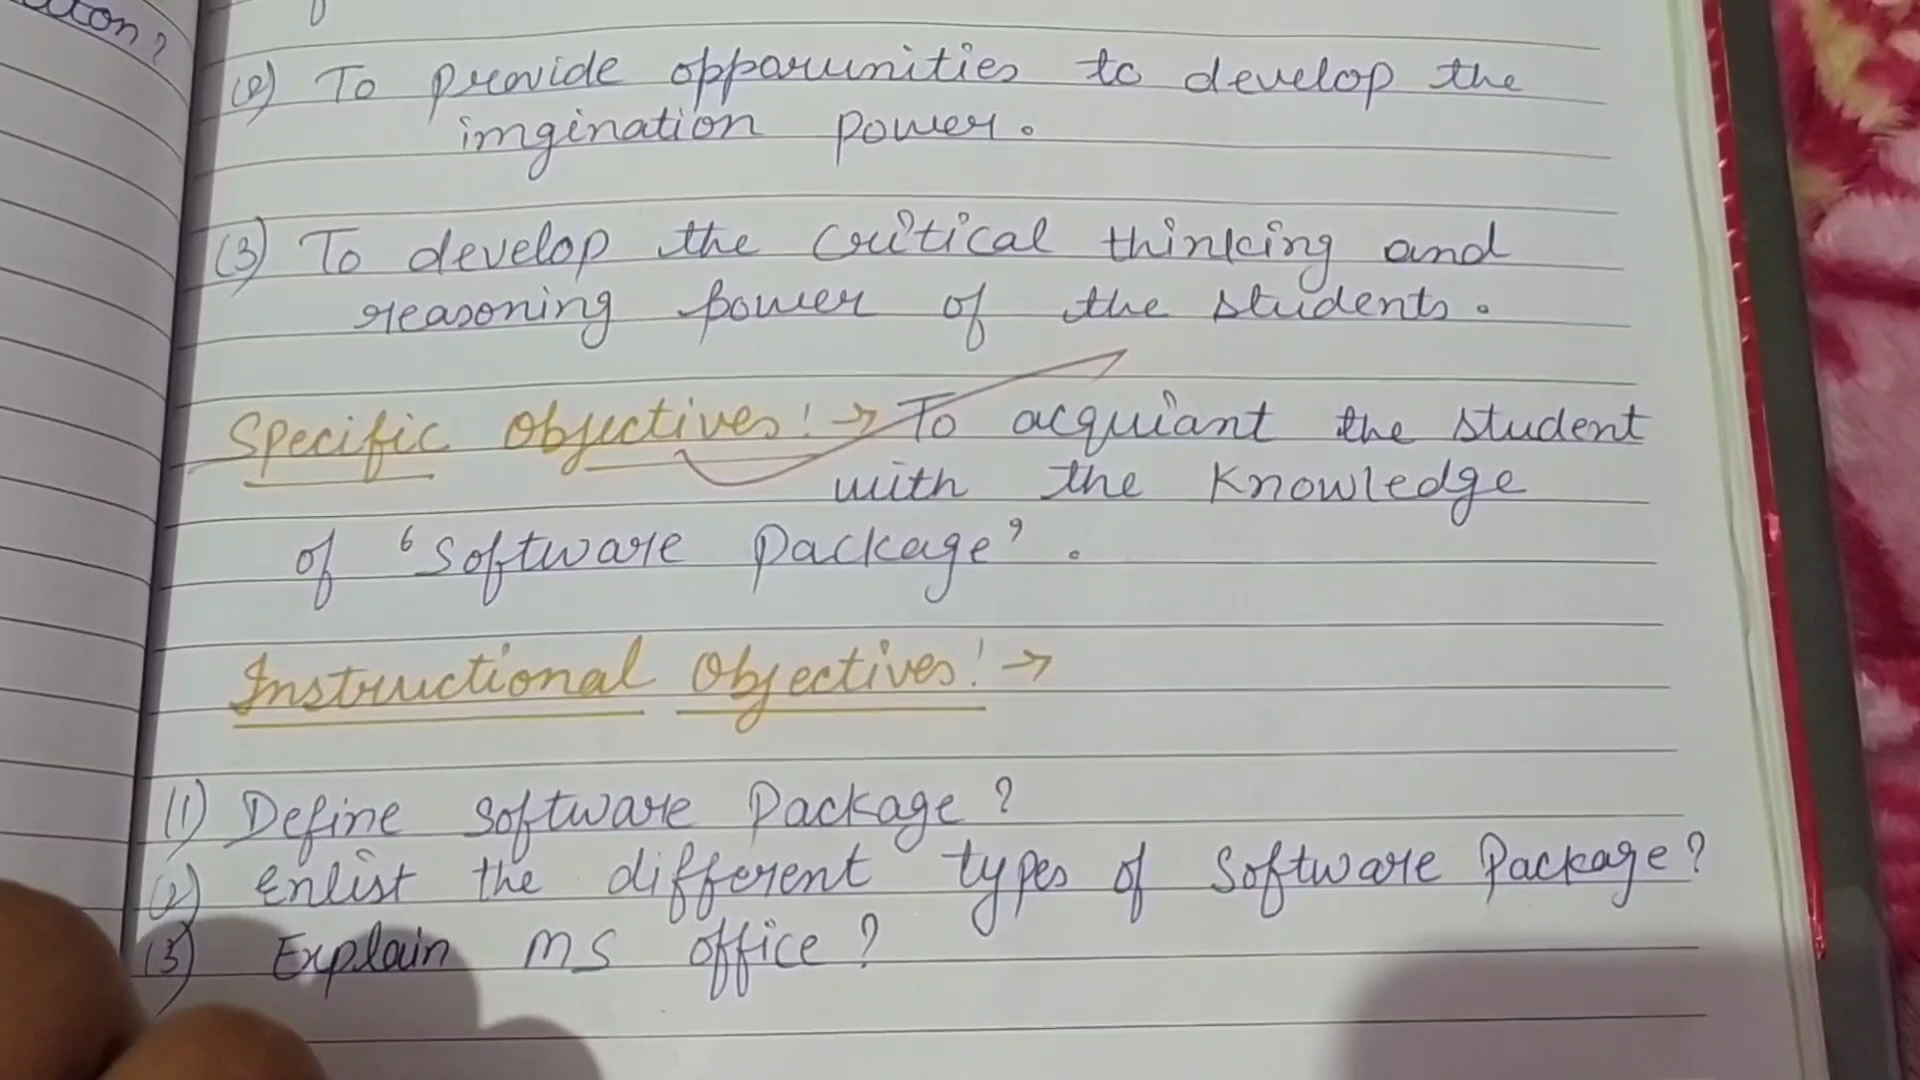 tion?
(2) To provide opparunities to develop the
imgination power.
(3) To develop the critical thinking and
reasoning power of the students.
Specific Objectives:→ To acquiant the student
with the knowledge
of 'Software Package'.
Instructional Objectives:→
(1) Define Software Package?
(2) Enlist the different types of Software Package?
(3) Explain MS office?